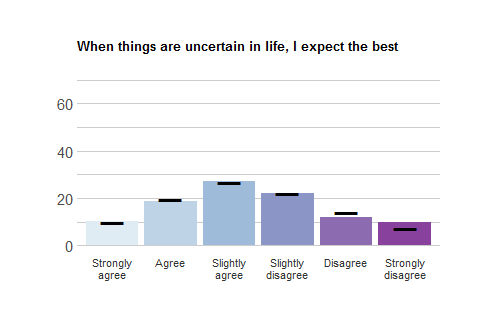 When things are uncertain in life, I expect the best
60
40
20
0
Strongly agree
Agree
Slightly agree
Slightly disagree
Disagree
Strongly disagree